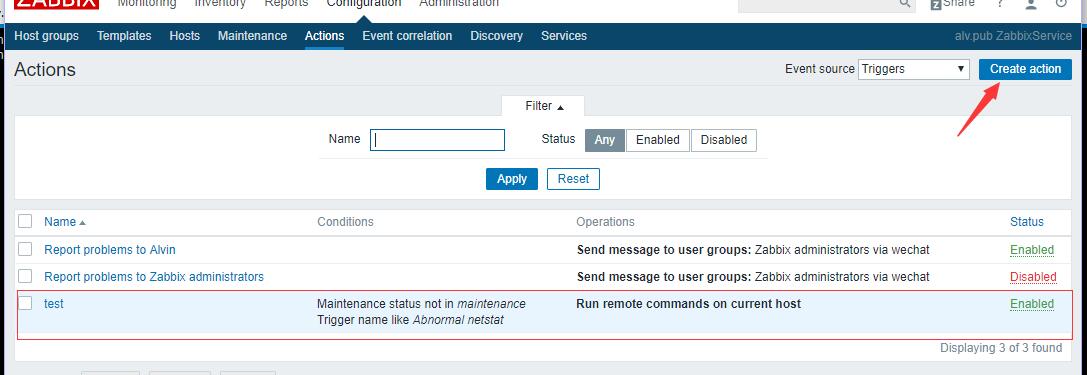 ZABBIX Monitoring Inventory Reports Configuration Administration Z Share ?
Host groups Templates Hosts Maintenance Actions Event correlation Discovery Services alv.pub ZabbixService
Actions Event source Triggers Create action
Filter
Name Status Any Enabled Disabled
Apply Reset
Name Conditions Operations Status
Report problems to Alvin Send message to user groups: Zabbix administrators via wechat Enabled
Report problems to Zabbix administrators Send message to user groups: Zabbix administrators via wechat Disabled
test Maintenance status not in maintenance Run remote commands on current host Enabled
Trigger name like Abnormal netstat
Displaying 3 of 3 found